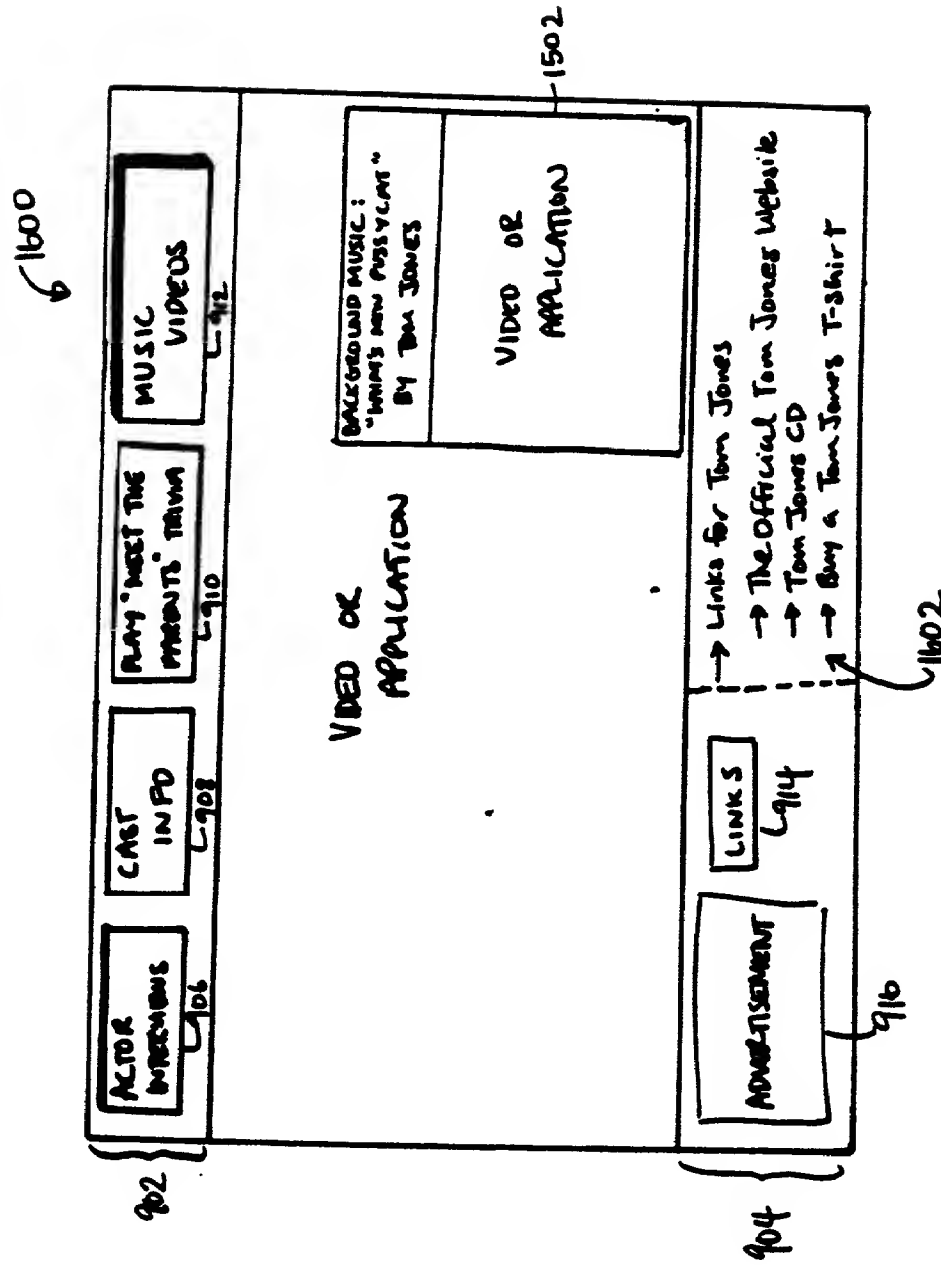 1600
902
ACTOR
INTERVIEWS
906
CAST
INFO
908
PLAY "MEET THE
PARENTS" TRIVIA
910
MUSIC
VIDEOS
912
VIDEO OR
APPLICATION
BACKGROUND MUSIC:
"WHAT'S NEW PUSSYCAT"
BY TOM JONES
VIDEO OR
APPLICATION
1502
904
ADVERTISEMENT
916
LINKS
914
→ Links for Tom Jones
→ The Official Tom Jones Website
→ Tom Jones CD
→ Buy a Tom Jones T-shirt
1602